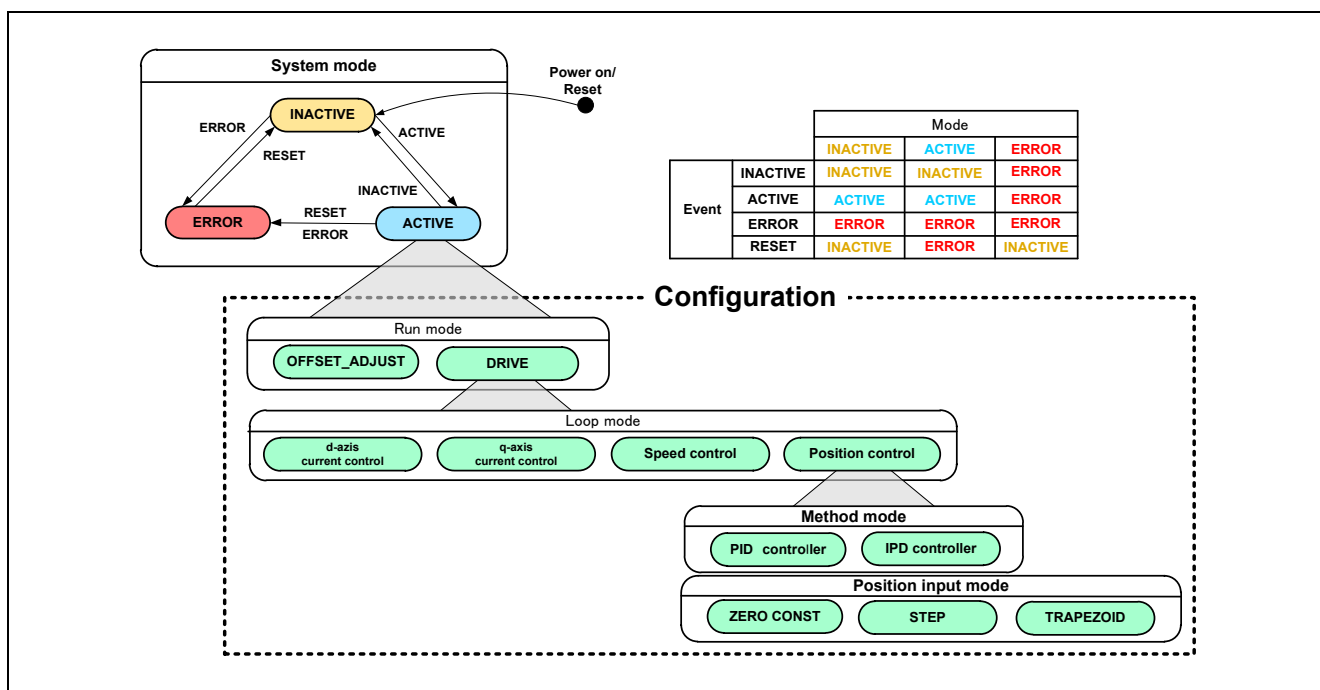 System mode
Power on/
Reset
INACTIVE
ERROR
ACTIVE
RESET
INACTIVE
ERROR
RESET
ERROR
ACTIVE
Mode
INACTIVE ACTIVE ERROR
Event
INACTIVE INACTIVE INACTIVE ERROR
ACTIVE ACTIVE ACTIVE ERROR
ERROR ERROR ERROR ERROR
RESET INACTIVE ERROR INACTIVE
Configuration
Run mode
OFFSET_ADJUST
DRIVE
Loop mode
d-azis
current control
q-axis
current control
Speed control
Position control
Method mode
PID controller
IPD controller
Position input mode
ZERO CONST
STEP
TRAPEZOID